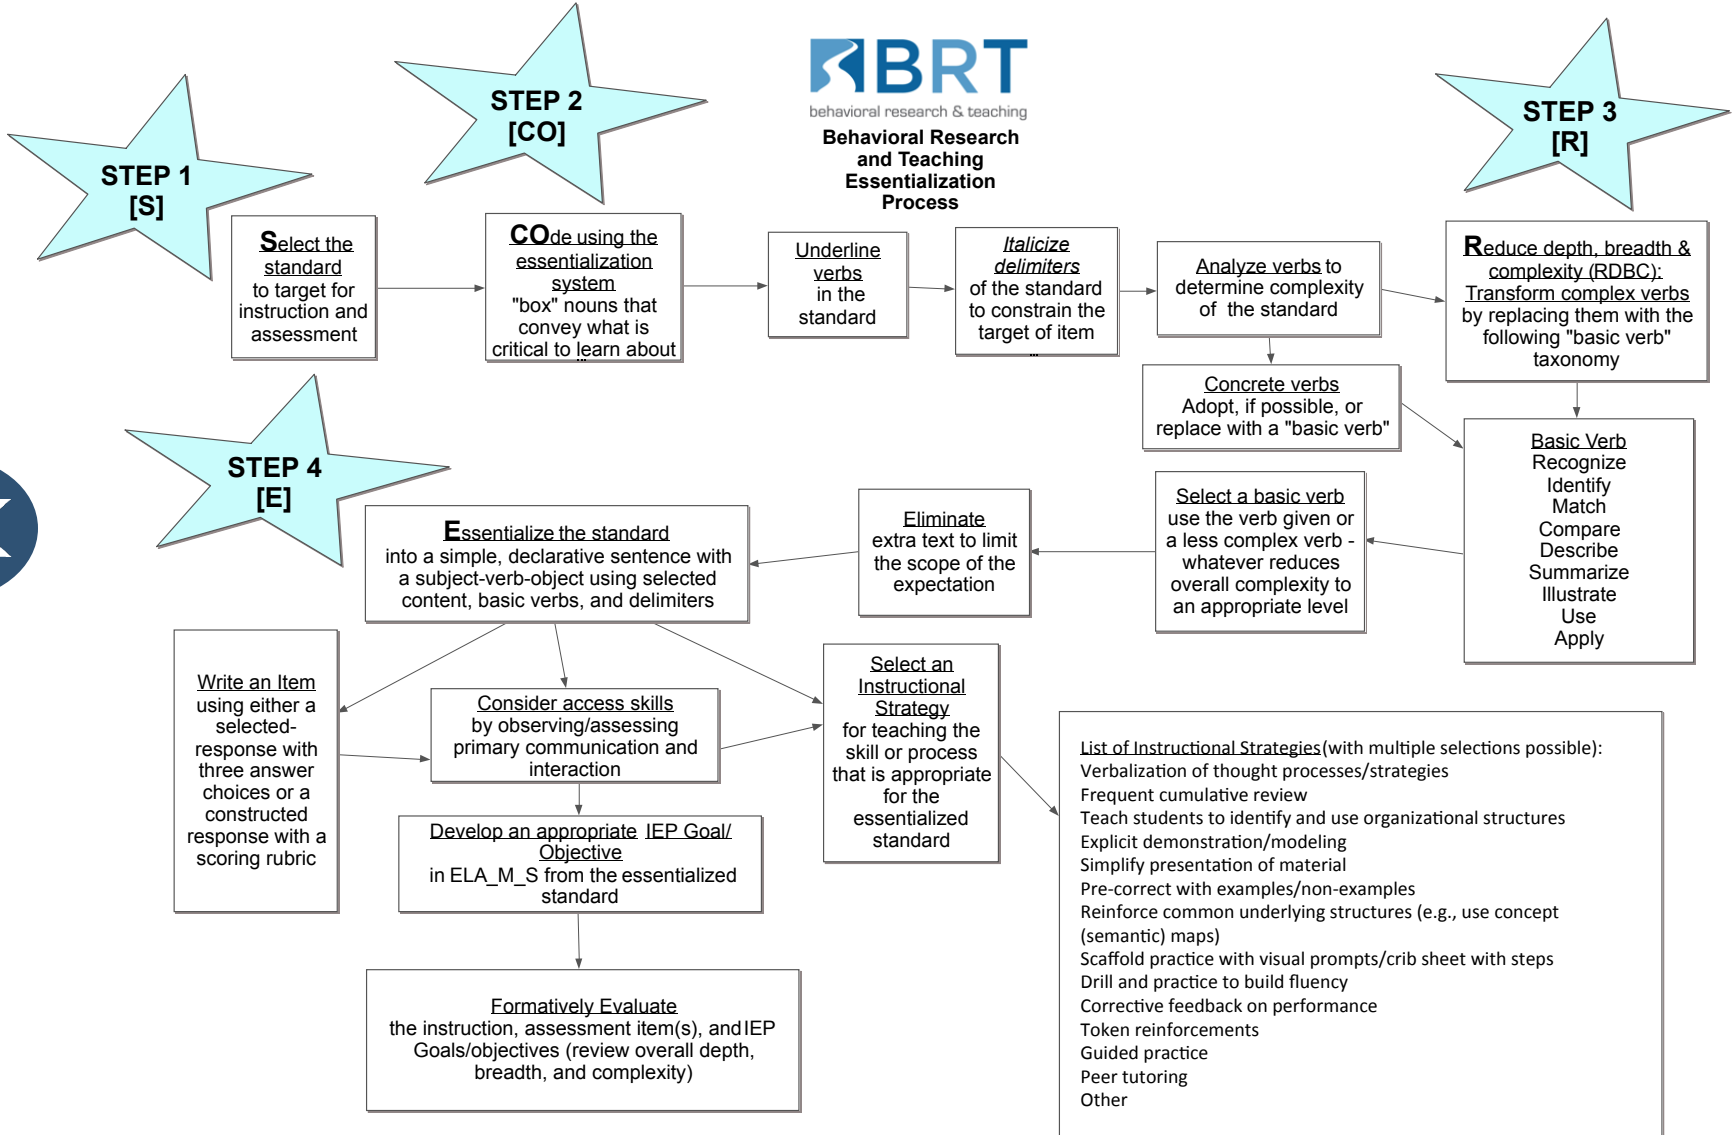 STEP 1
[S]
STEP 2
[CO]
BRT
behavioral research & teaching
Behavioral Research
and Teaching
Essentialization
Process
STEP 3
[R]
Select the
standard
to target for
instruction and
assessment
COde using the
essentialization
system
"box" nouns that
convey what is
critical to learn about
...
Underline
verbs
in the
standard
Italicize
delimiters
of the standard
to constrain the
target of item
...
Analyze verbs to
determine complexity
of the standard
Reduce depth, breadth &
complexity (RDBC):
Transform complex verbs
by replacing them with the
following "basic verb"
taxonomy
Concrete verbs
Adopt, if possible, or
replace with a "basic verb"
Basic Verb
Recognize
Identify
Match
Compare
Describe
Summarize
Illustrate
Use
Apply
Select a basic verb
use the verb given or
a less complex verb -
whatever reduces
overall complexity to
an appropriate level
Eliminate
extra text to limit
the scope of the
expectation
STEP 4
[E]
Essentialize the standard
into a simple, declarative sentence with
a subject-verb-object using selected
content, basic verbs, and delimiters
Write an Item
using either a
selected-
response with
three answer
choices or a
constructed
response with a
scoring rubric
Consider access skills
by observing/assessing
primary communication and
interaction
Select an
Instructional
Strategy
for teaching the
skill or process
that is appropriate
for the
essentialized
standard
Develop an appropriate IEP Goal/
Objective
in ELA_M_S from the essentialized
standard
Formatively Evaluate
the instruction, assessment item(s), and IEP
Goals/objectives (review overall depth,
breadth, and complexity)
List of Instructional Strategies (with multiple selections possible):
Verbalization of thought processes/strategies
Frequent cumulative review
Teach students to identify and use organizational structures
Explicit demonstration/modeling
Simplify presentation of material
Pre-correct with examples/non-examples
Reinforce common underlying structures (e.g., use concept
(semantic) maps)
Scaffold practice with visual prompts/crib sheet with steps
Drill and practice to build fluency
Corrective feedback on performance
Token reinforcements
Guided practice
Peer tutoring
Other